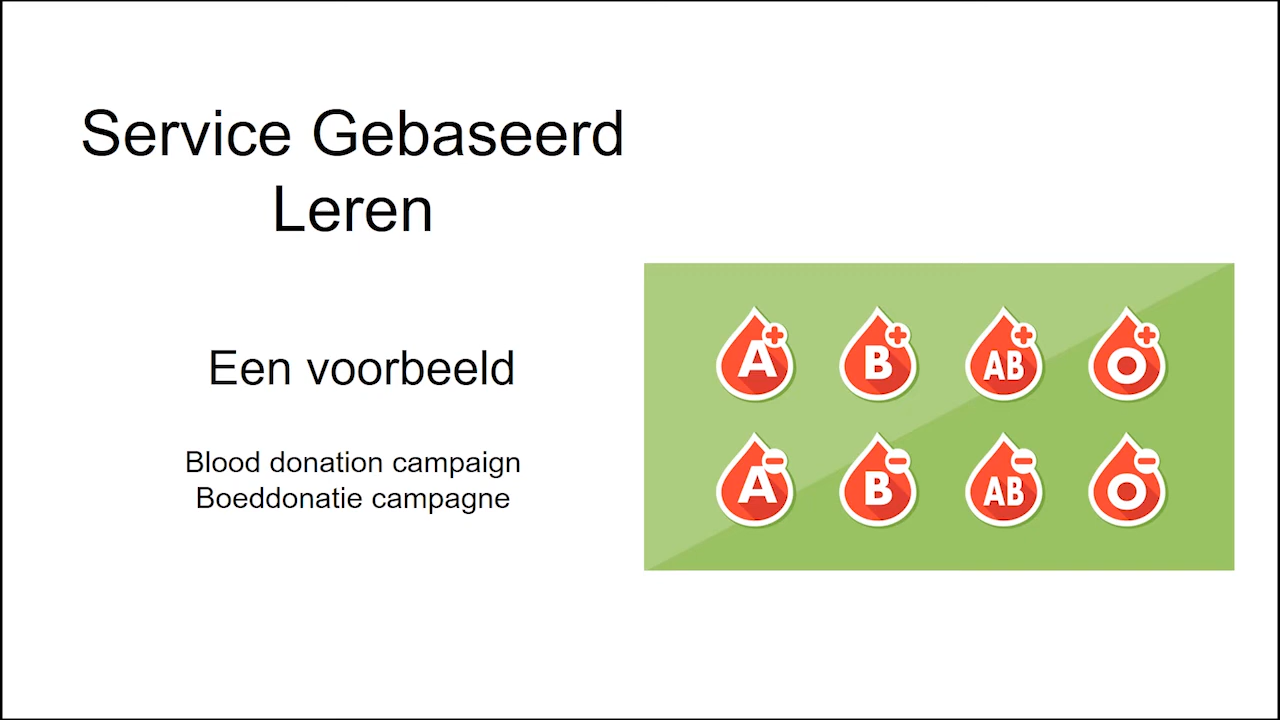 Service Gebaseerd
Leren
Een voorbeeld
Blood donation campaign
Boeddonatie campagne
A+ B+ AB+ O+
A- B- AB- O-